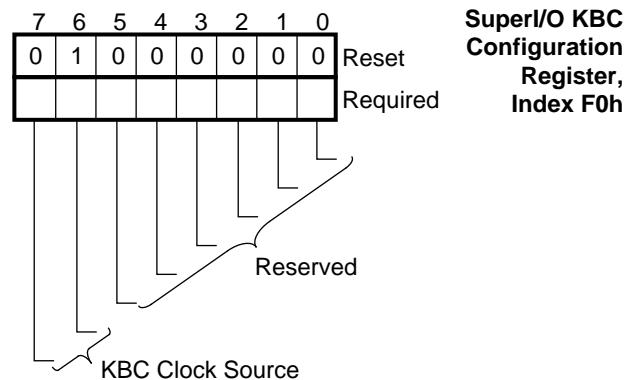 7 6 5 4 3 2 1 0
0 1 0 0 0 0 0 0 Reset
Required
SuperI/O KBC
Configuration
Register,
Index F0h
Reserved
KBC Clock Source